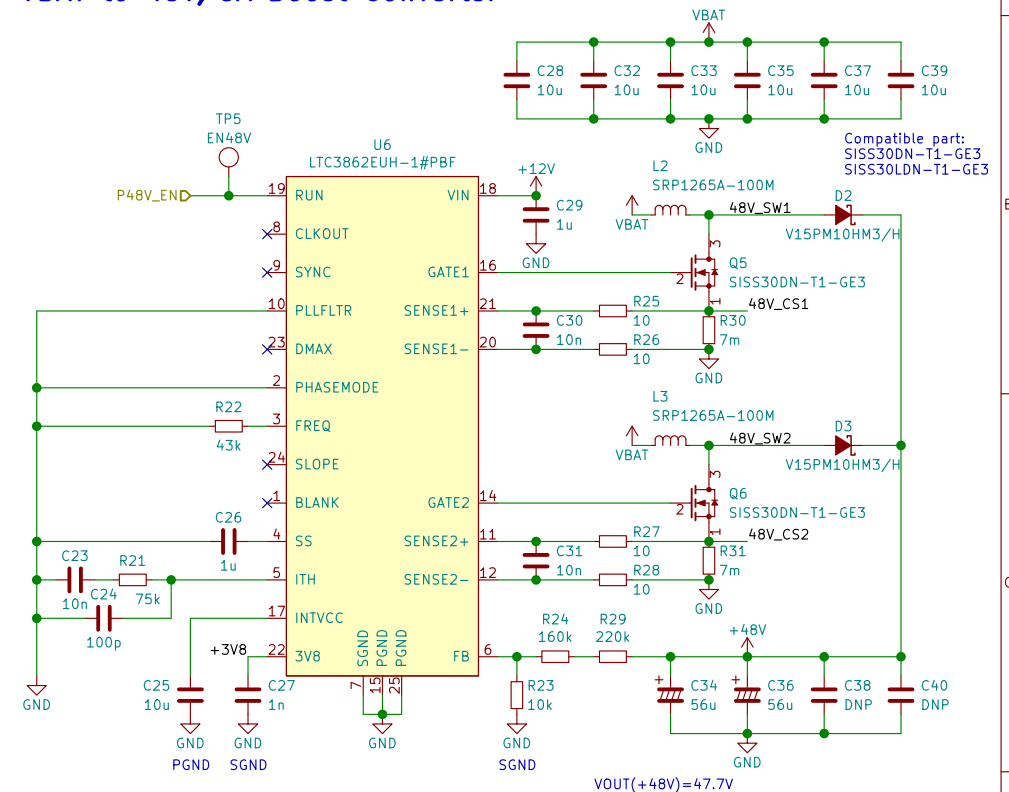 VBAT
C28
10u
C32
10u
C33
10u
C35
10u
C37
10u
C39
10u
GND
Compatible part:
SISS30DN-T1-GE3
SISS30LDN-T1-GE3
TP5
EN48V
P48V_EN
U6
LTC3862EUH-1#PBF
19
RUN
8
CLKOUT
9
SYNC
10
PLLFLTR
23
DMAX
2
PHASEMODE
3
FREQ
24
SLOPE
1
BLANK
4
SS
5
ITH
17
INTVCC
22
3V8
VIN
18
GATE1
16
SENSE1+
21
SENSE1-
20
GATE2
14
SENSE2+
11
SENSE2-
12
FB
6
SGND
PGND
PGND
7
15
25
GND
+12V
C29
1u
GND
L2
SRP1265A-100M
VBAT
48V_SW1
D2
V15PM10HM3/H
3
2
1
Q5
SISS30DN-T1-GE3
48V_CS1
C30
10n
R25
10
R26
10
R30
7m
GND
L3
SRP1265A-100M
VBAT
48V_SW2
D3
V15PM10HM3/H
3
2
1
Q6
SISS30DN-T1-GE3
48V_CS2
C31
10n
R27
10
R28
10
R31
7m
GND
R22
43k
C26
1u
C23
10n
R21
75k
C24
100p
GND
+3V8
C25
10u
GND
PGND
C27
1n
GND
SGND
R24
160k
R29
220k
R23
10k
GND
SGND
+48V
+
C34
56u
+
C36
56u
C38
DNP
C40
DNP
GND
VOUT(+48V)=47.7V